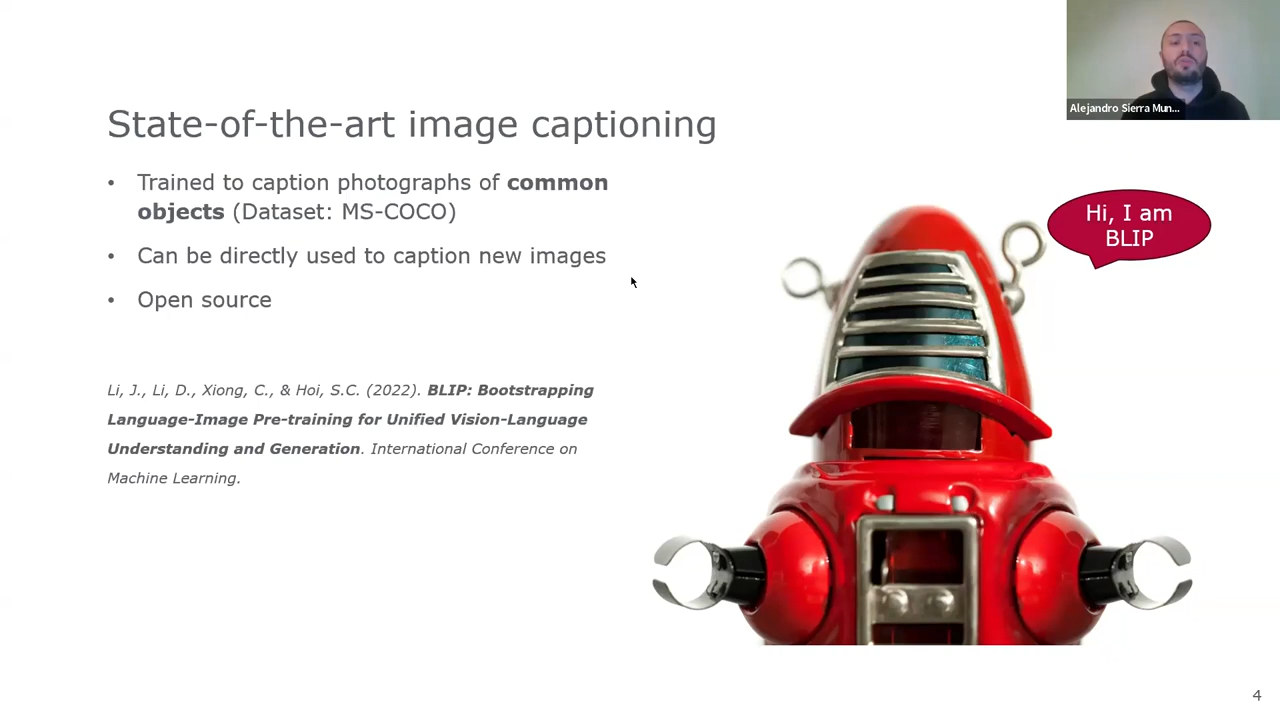 State-of-the-art image captioning
• Trained to caption photographs of common
objects (Dataset: MS-COCO)
• Can be directly used to caption new images
• Open source
Li, J., Li, D., Xiong, C., & Hoi, S.C. (2022). BLIP: Bootstrapping
Language-Image Pre-training for Unified Vision-Language
Understanding and Generation. International Conference on
Machine Learning.
Hi, I am
BLIP
Alejandro Sierra Mun...
4